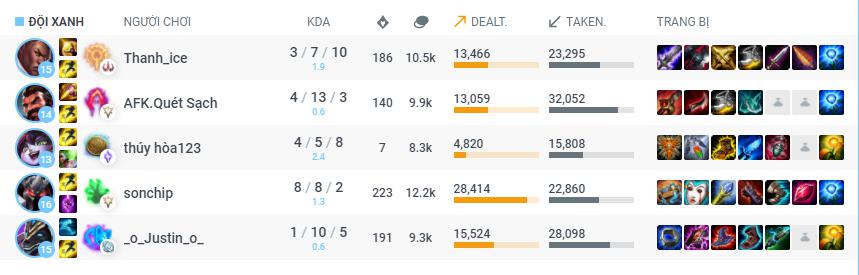 ĐỘI XANH NGƯỜI CHƠI KDA DEALT. TAKEN. TRANG BỊ
15 Thanh_ice 3 / 7 / 10 1.9 186 10.5k 13,466 23,295
14 AFK.Quét Sạch 4 / 13 / 3 0.6 140 9.9k 13,059 32,052
13 thúy hòa123 4 / 5 / 8 2.4 7 8.3k 4,820 15,808
16 sonchip 8 / 8 / 2 1.3 223 12.2k 28,414 22,860
15 _o_Justin_o_ 1 / 10 / 5 0.6 191 9.3k 15,524 28,098